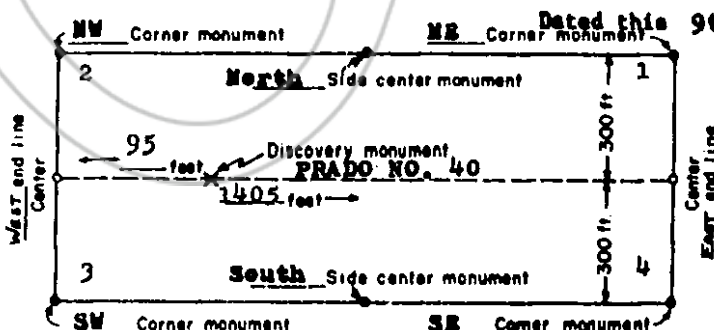 Dated this 9
NW Corner monument NE Corner monument
2 North Side center monument 1
300 ft.
95 feet Discovery monument
PRADO NO. 40
1405 feet
WEST end line
Center
Center
EAST end line
300 ft.
3 South Side center monument 4
SW Corner monument SE Corner monument